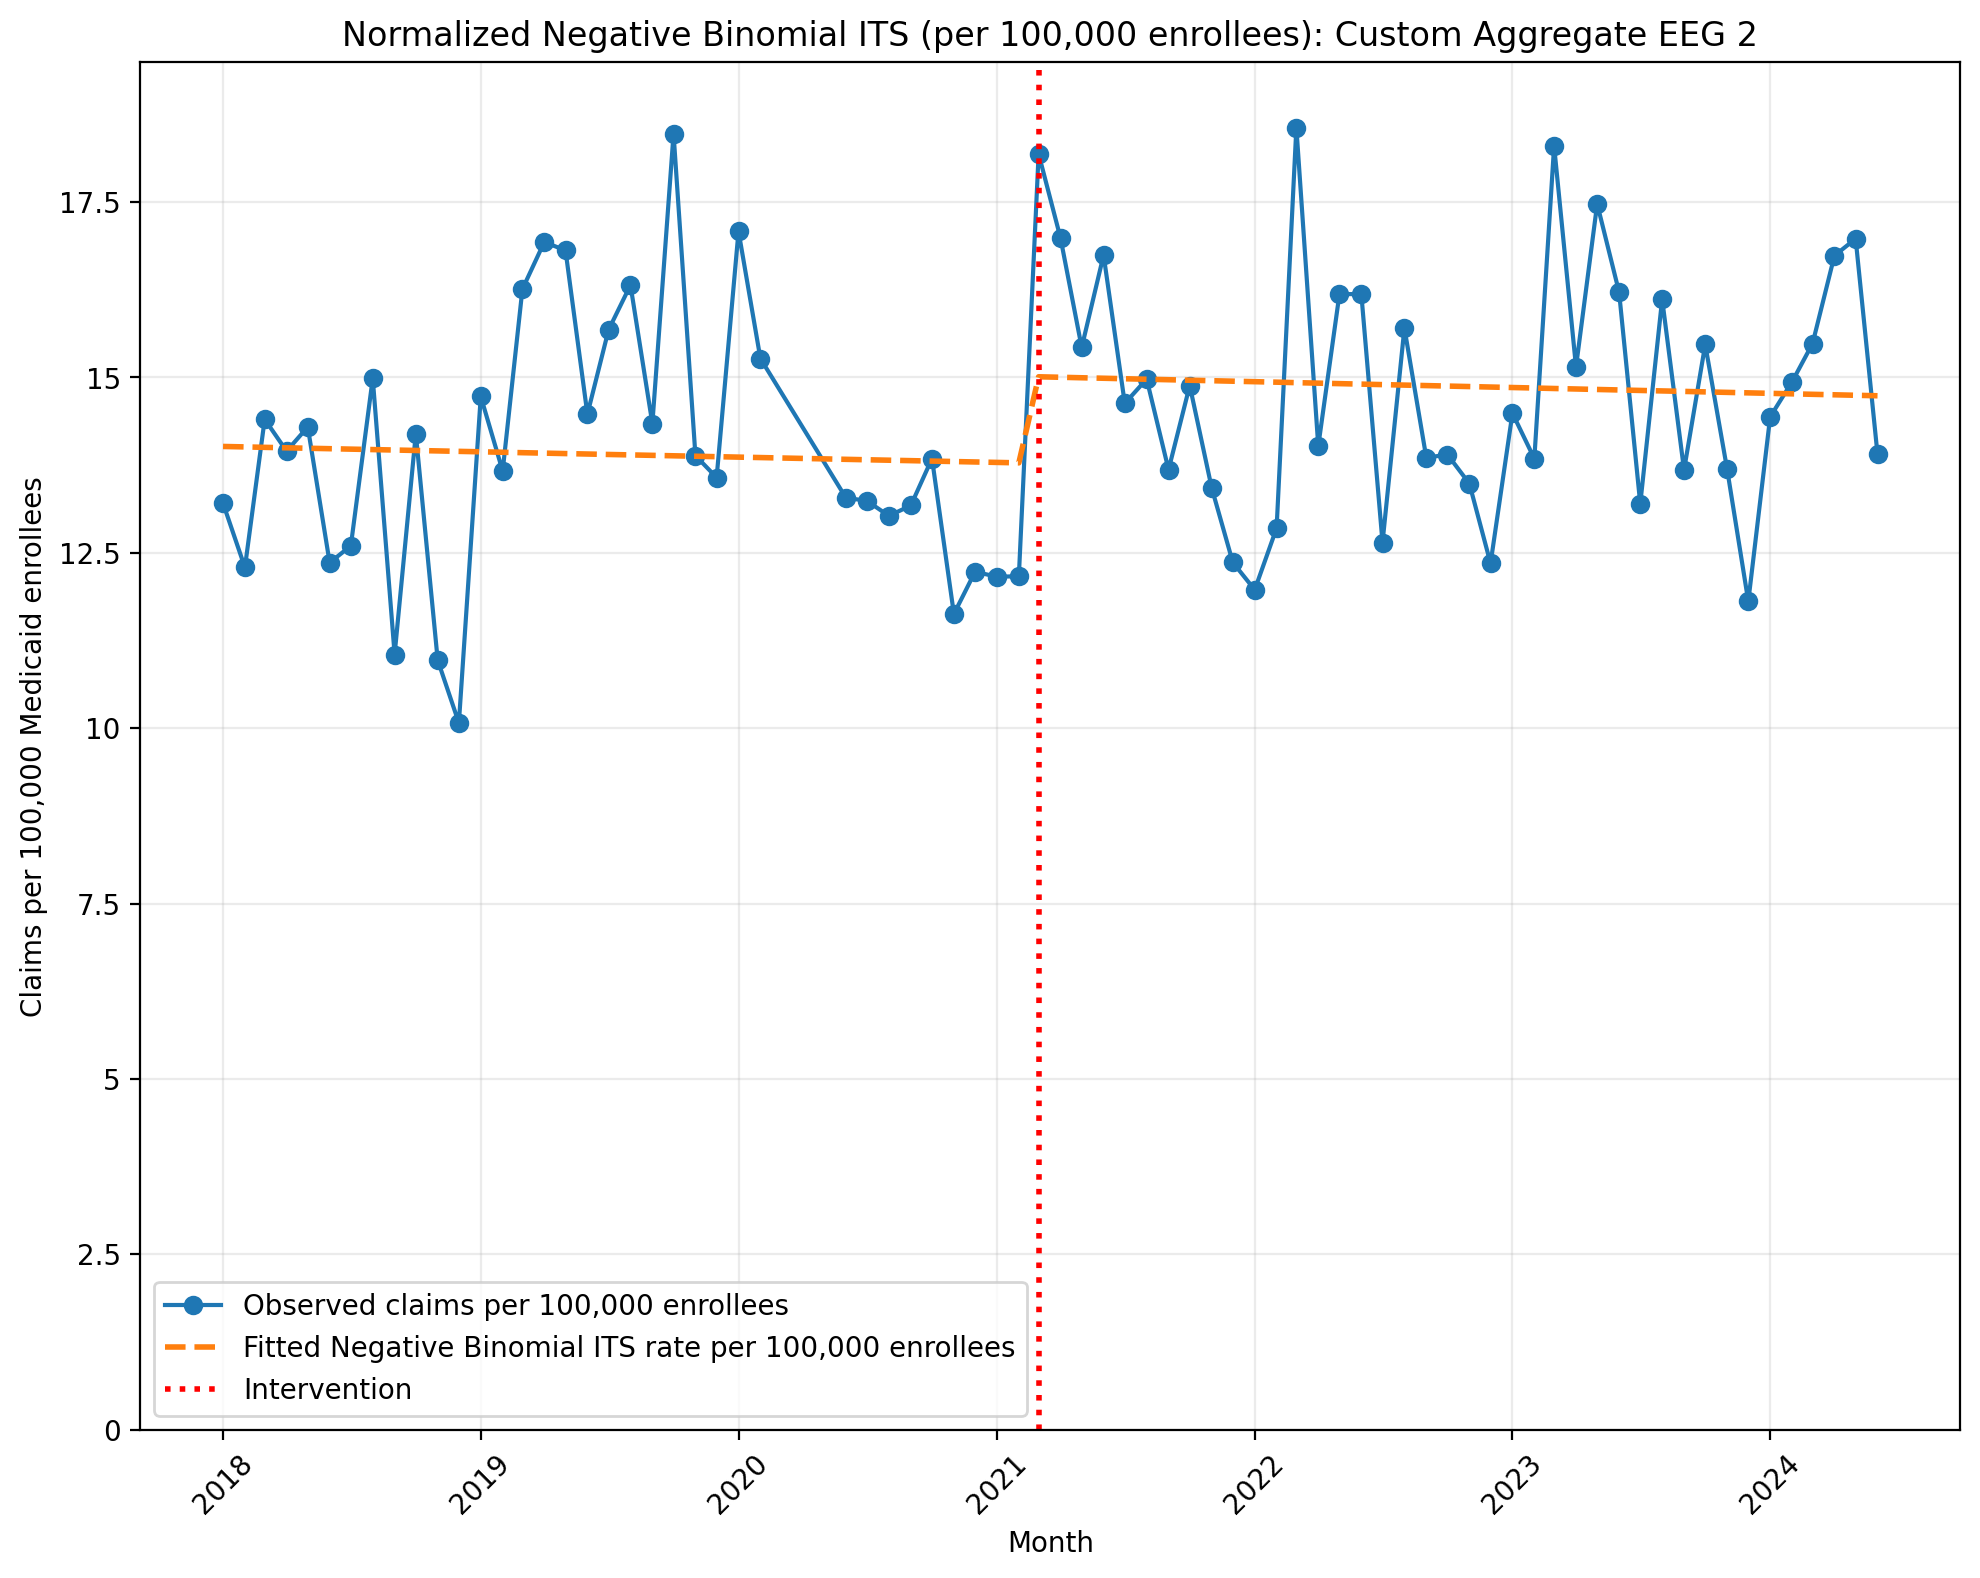 Normalized Negative Binomial ITS (per 100,000 enrollees): Custom Aggregate EEG 2
Claims per 100,000 Medicaid enrollees
17.5
15
12.5
10
7.5
5
2.5
0
Observed claims per 100,000 enrollees
Fitted Negative Binomial ITS rate per 100,000 enrollees
Intervention
2018
2019
2020
2021
2022
2023
2024
Month